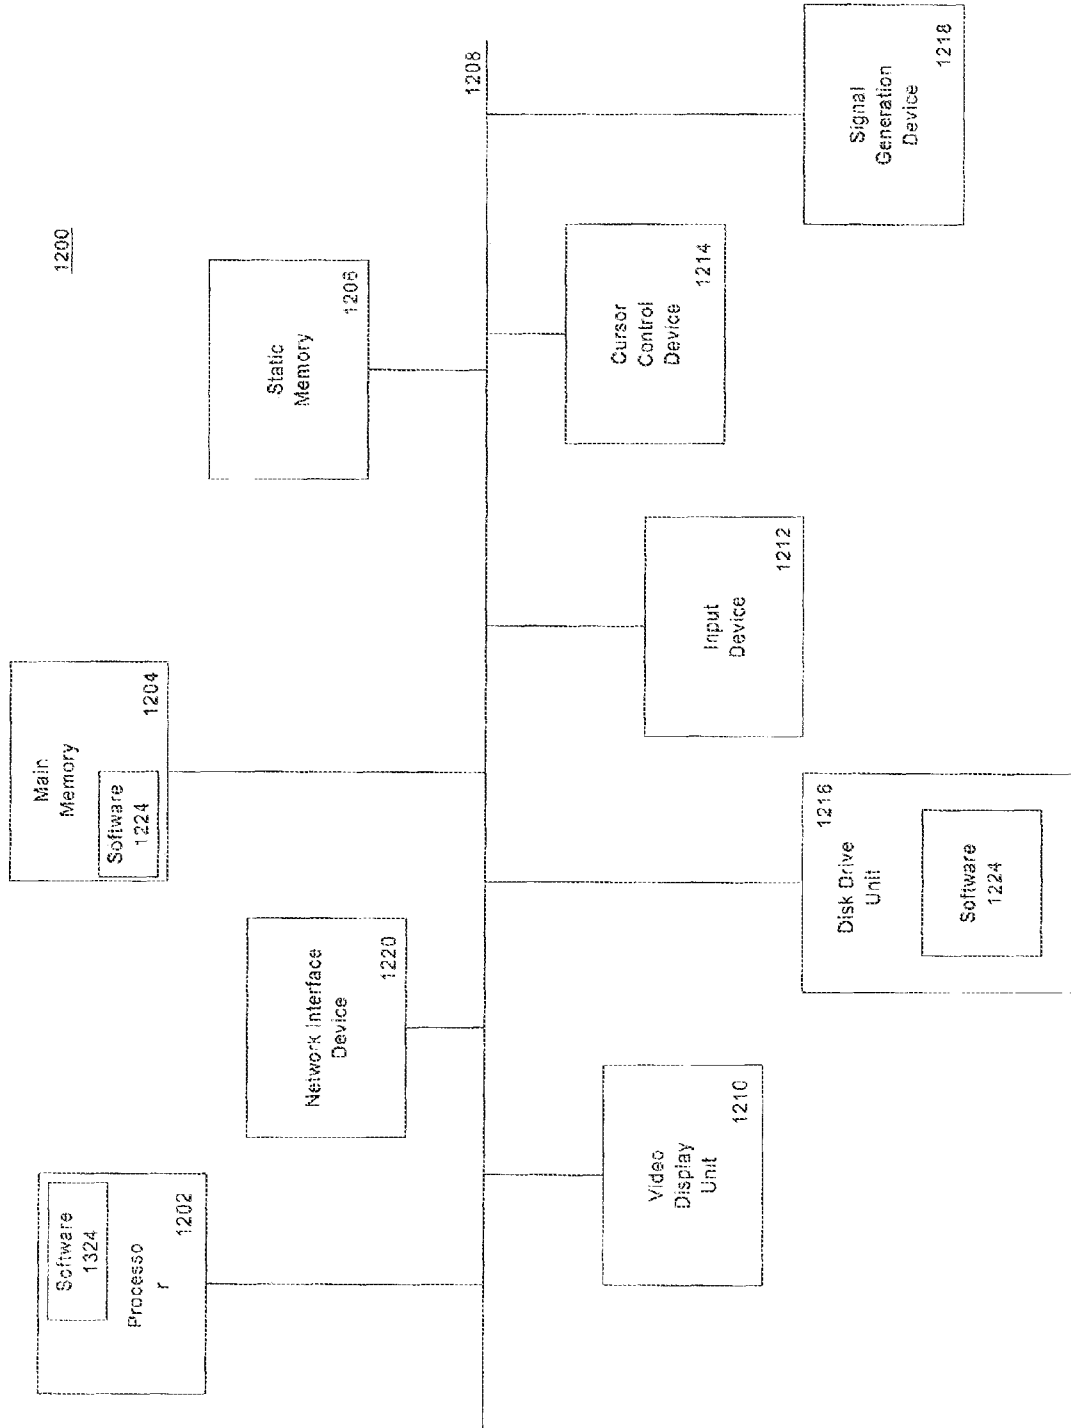 Software
1324
Processo
r
1202
Main
Memory
Software
1224
1204
1200
Network Interface
Device
1220
Static
Memory
1206
1208
Video
Display
Unit
1210
Disk Drive
Unit
1216
Software
1224
Input
Device
1212
Cursor
Control
Device
1214
Signal
Generation
Device
1218